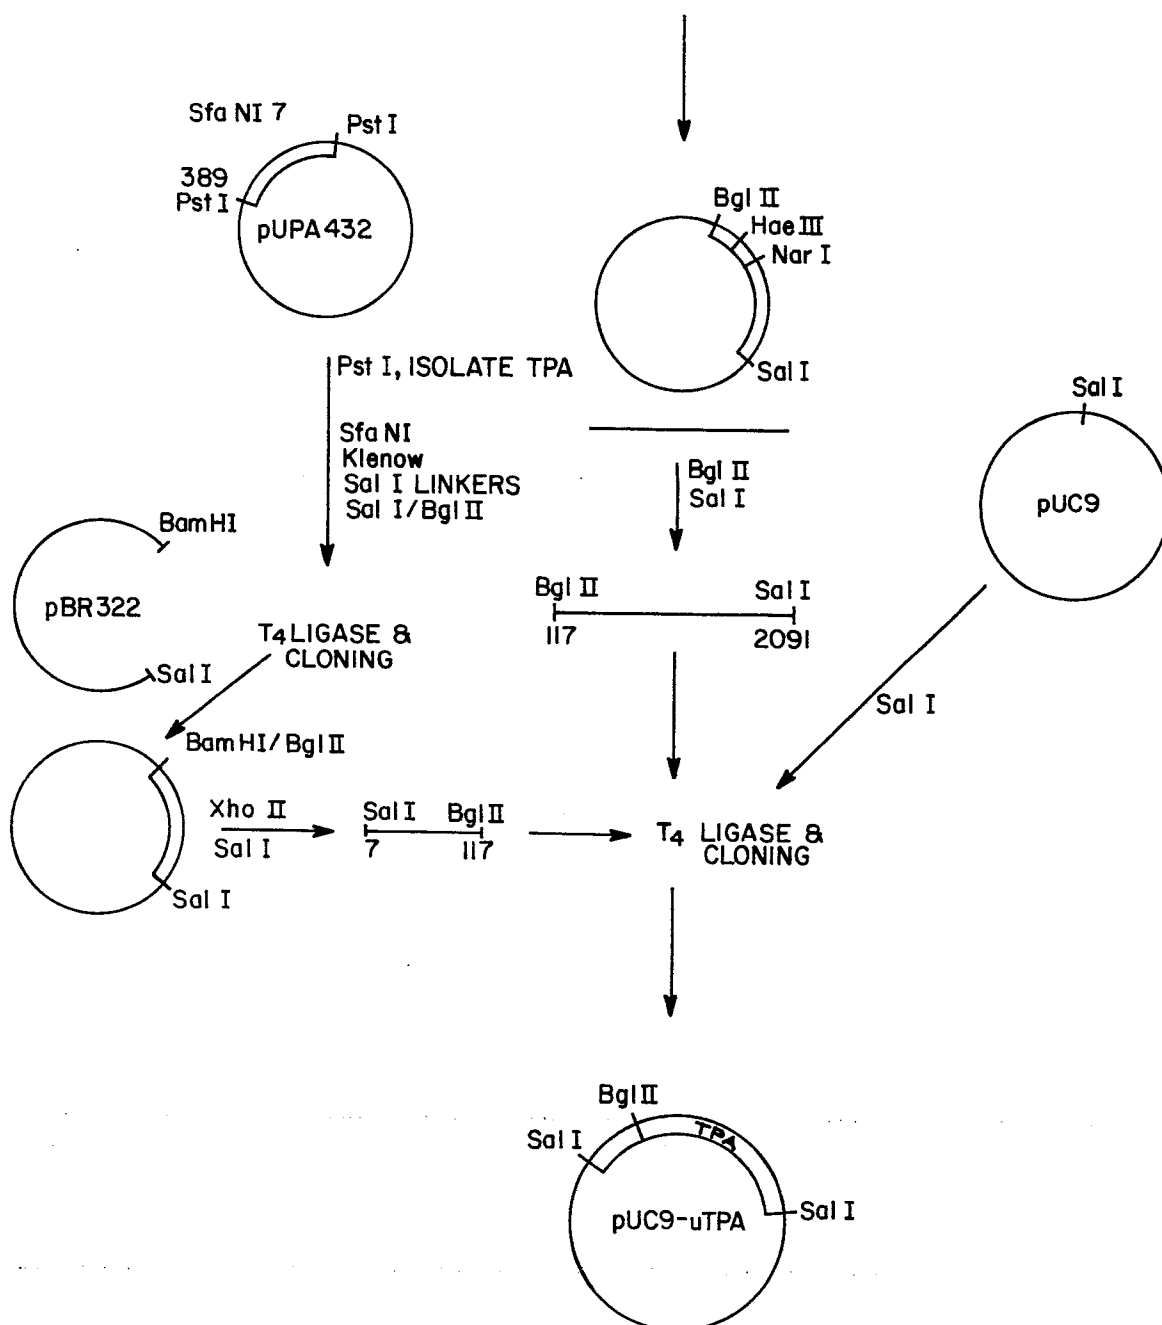 Sfa NI 7
Pst I
389
Pst I
pUPA432
Bgl II
Hae III
Nar I
Sal I
Pst I, ISOLATE TPA
Sfa NI
Klenow
Sal I LINKERS
Sal I/Bgl II
Bgl II
Sal I
Sal I
pUC9
BamHI
pBR322
Sal I
T4 LIGASE &
CLONING
Bgl II
Sal I
117
2091
Sal I
BamHI/Bgl II
Sal I
Xho II
Sal I
Sal I
Bgl II
7
117
T4 LIGASE &
CLONING
Bgl II
Sal I
TPA
Sal I
pUC9-uTPA